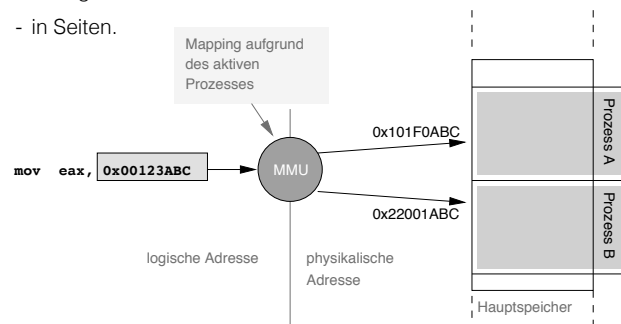 - in Seiten.
Mapping aufgrund
des aktiven
Prozesses
mov eax, 0x00123ABC
MMU
0x101F0ABC
0x22001ABC
Prozess A
Prozess B
logische Adresse
physikalische
Adresse
Hauptspeicher